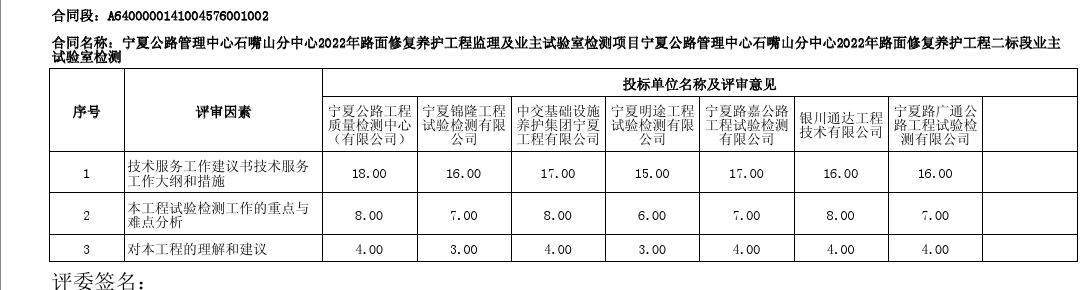 合同段：A6400000141004576001002
合同名称：宁夏公路管理中心石嘴山分中心2022年路面修复养护工程监理及业主试验室检测项目宁夏公路管理中心石嘴山分中心2022年路面修复养护工程二标段业主
试验室检测
序号 评审因素 投标单位名称及评审意见
宁夏公路工程 宁夏锦隆工程 中交基础设施 宁夏明途工程 宁夏路嘉公路 银川通达工程 宁夏路广通公
质量检测中心 试验检测有限 养护集团宁夏 试验检测有限 工程试验检测 技术有限公司 路工程试验检
（有限公司） 公司 工程有限公司 公司 有限公司 测有限公司
1 技术服务工作建议书技术服务 18.00 16.00 17.00 15.00 17.00 16.00 16.00
工作大纲和措施
2 本工程试验检测工作的重点与 8.00 7.00 8.00 6.00 7.00 8.00 7.00
难点分析
3 对本工程的理解和建议 4.00 3.00 4.00 3.00 4.00 4.00 4.00
评委签名：